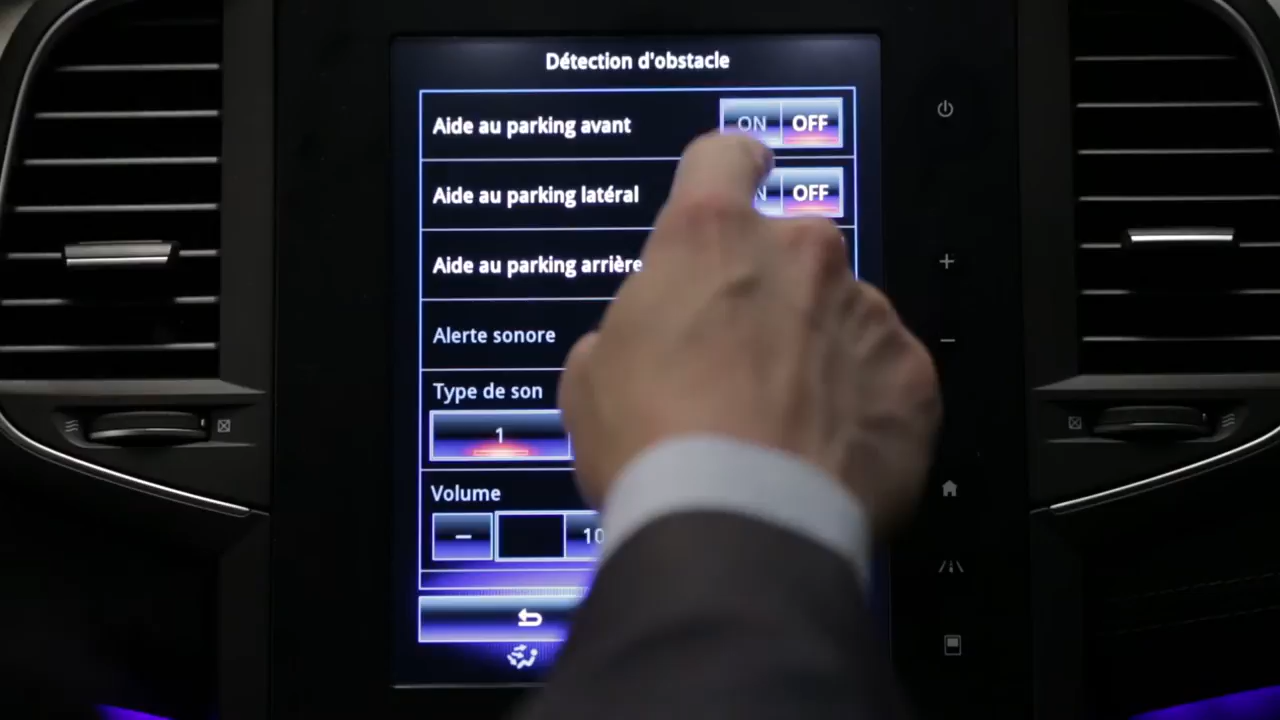 Détection d'obstacle
Aide au parking avant ON OFF
Aide au parking latéral OFF
Aide au parking arrière
Alerte sonore
Type de son
1
Volume
− 10